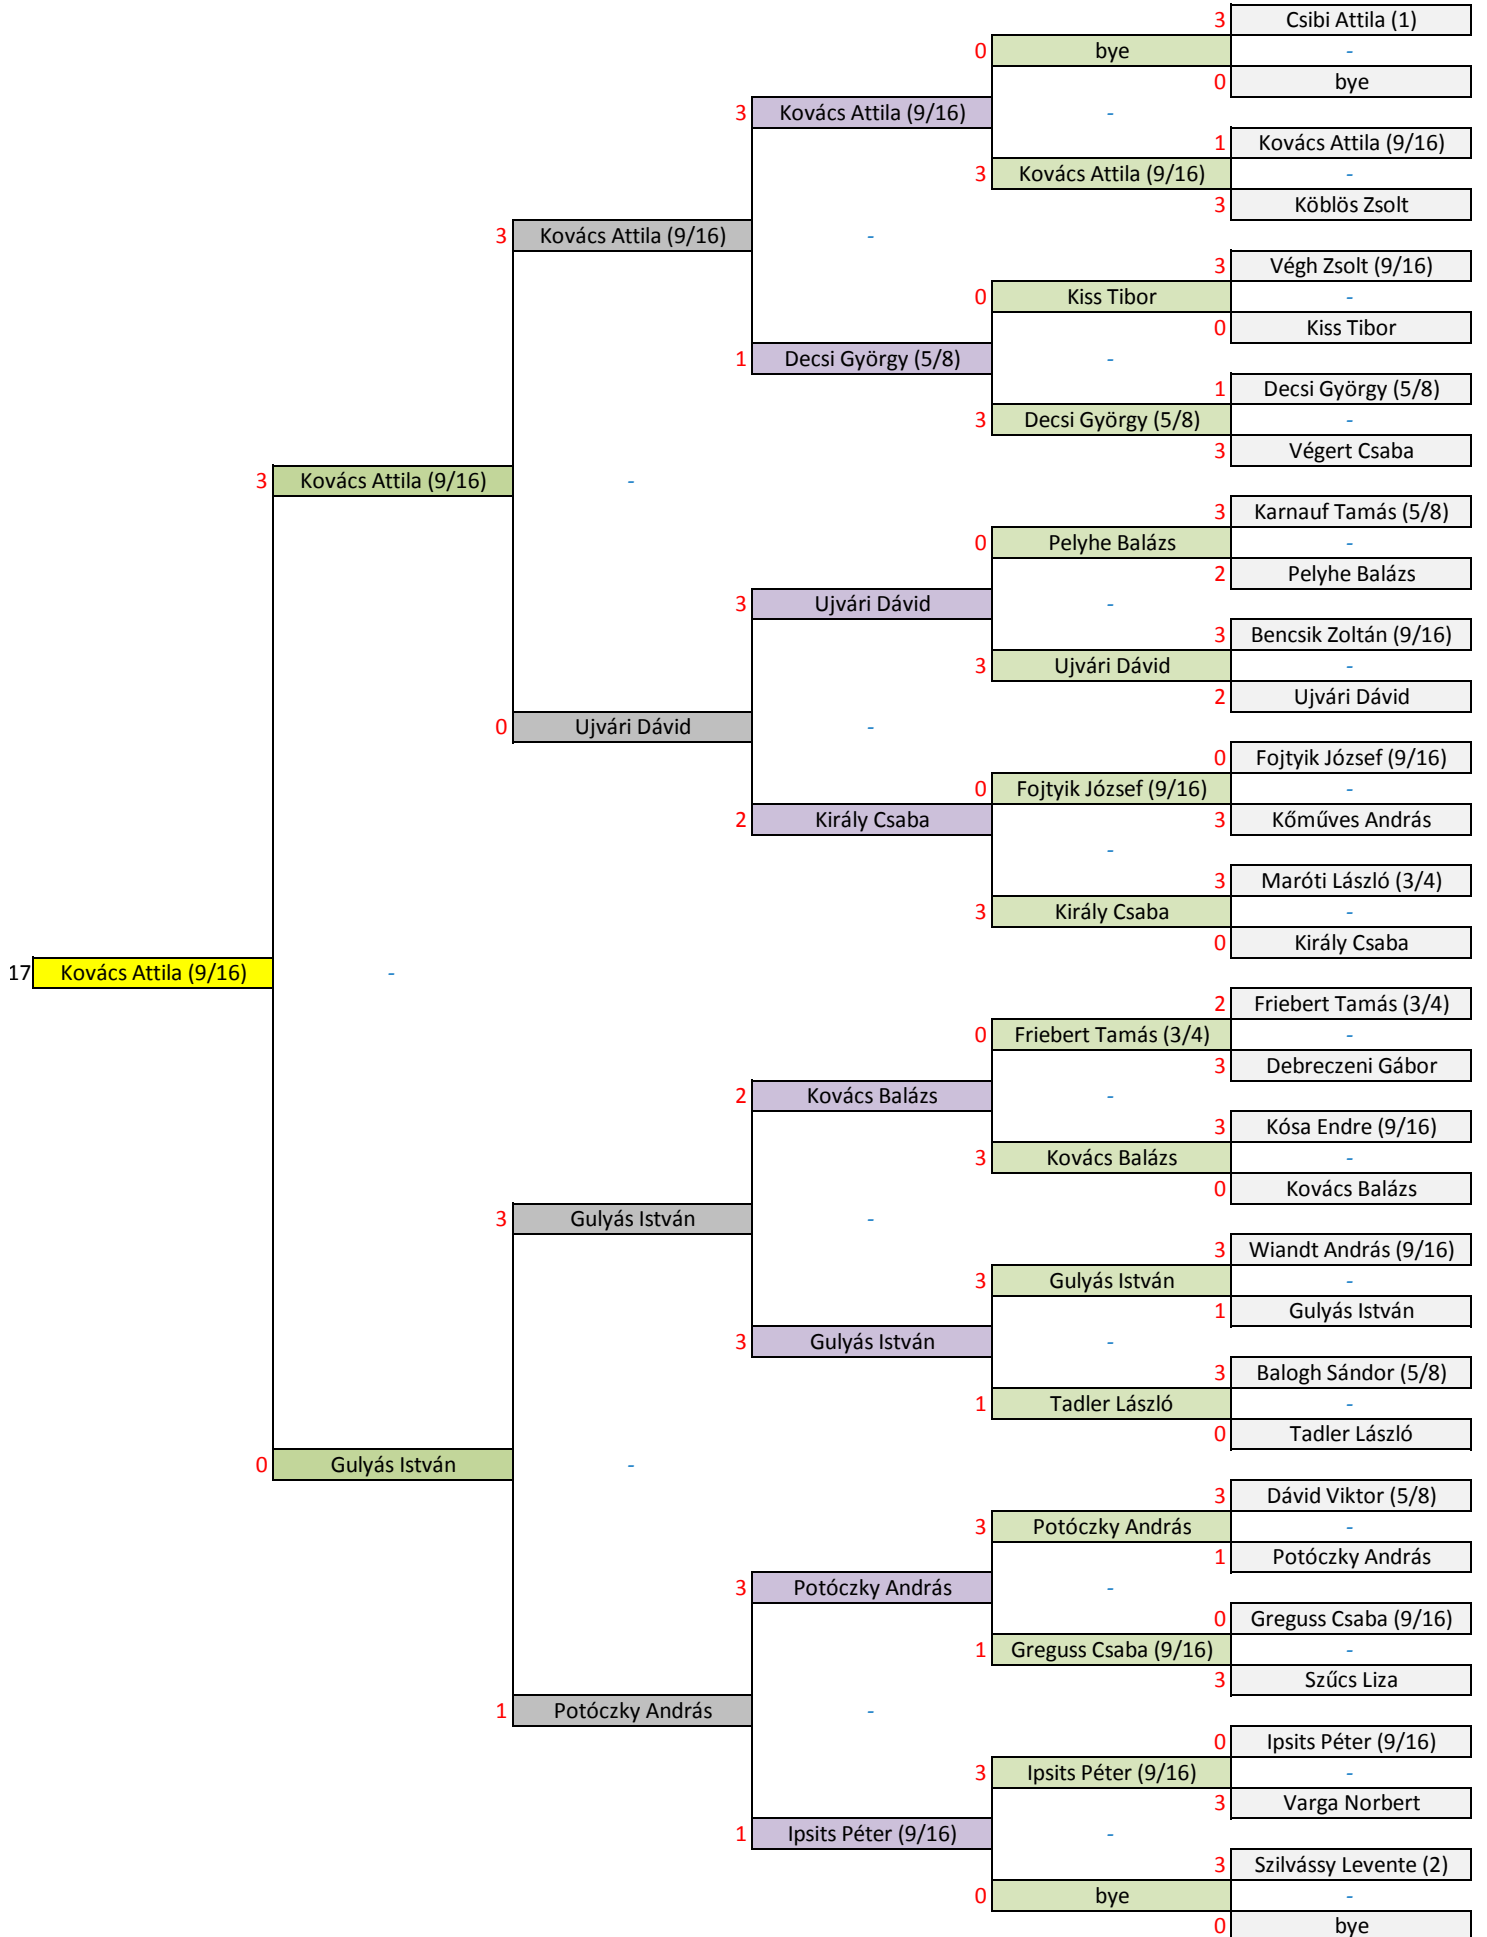 3 Csibi Attila (1)
0 bye -
0 bye
3 Kovács Attila (9/16) -
1 Kovács Attila (9/16)
3 Kovács Attila (9/16) -
3 Köblös Zsolt
3 Kovács Attila (9/16) -
3 Végh Zsolt (9/16)
0 Kiss Tibor -
0 Kiss Tibor
1 Decsi György (5/8) -
1 Decsi György (5/8)
3 Decsi György (5/8) -
3 Végert Csaba
3 Kovács Attila (9/16) -
3 Karnauf Tamás (5/8)
0 Pelyhe Balázs -
2 Pelyhe Balázs
3 Ujvári Dávid -
3 Bencsik Zoltán (9/16)
3 Ujvári Dávid -
2 Ujvári Dávid
0 Ujvári Dávid -
0 Fojtyik József (9/16)
0 Fojtyik József (9/16) -
2 Király Csaba
3 Kőműves András
-
3 Maróti László (3/4)
3 Király Csaba -
0 Király Csaba
17 Kovács Attila (9/16) -
2 Friebert Tamás (3/4)
0 Friebert Tamás (3/4) -
3 Debreczeni Gábor
2 Kovács Balázs -
3 Kósa Endre (9/16)
3 Kovács Balázs -
0 Kovács Balázs
3 Gulyás István -
3 Wiandt András (9/16)
3 Gulyás István -
1 Gulyás István
3 Gulyás István -
3 Balogh Sándor (5/8)
1 Tadler László -
0 Tadler László
0 Gulyás István -
3 Dávid Viktor (5/8)
3 Potóczky András -
1 Potóczky András
3 Potóczky András -
0 Greguss Csaba (9/16)
1 Greguss Csaba (9/16) -
3 Szűcs Liza
1 Potóczky András -
0 Ipsits Péter (9/16)
3 Ipsits Péter (9/16) -
3 Varga Norbert
1 Ipsits Péter (9/16) -
3 Szilvássy Levente (2)
0 bye -
0 bye